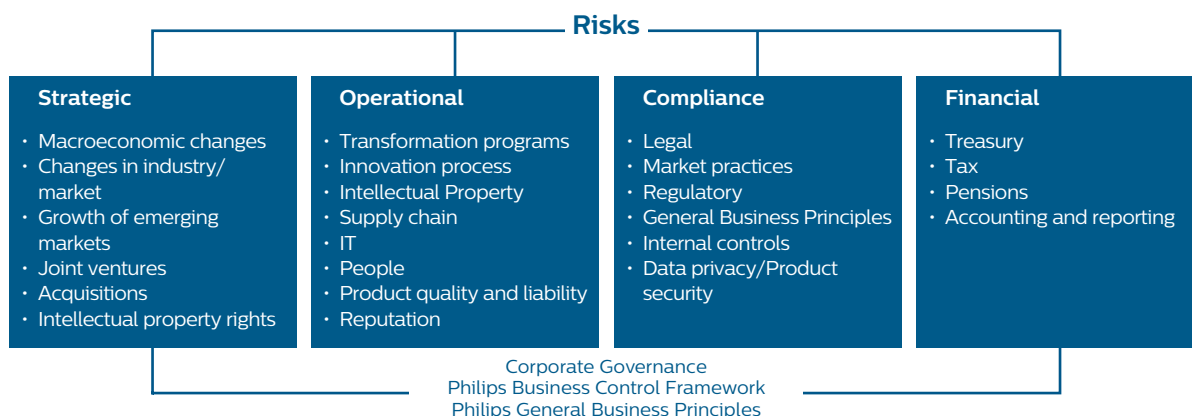 Risks
Strategic
· Macroeconomic changes
· Changes in industry/
market
· Growth of emerging
markets
· Joint ventures
· Acquisitions
· Intellectual property rights
Operational
· Transformation programs
· Innovation process
· Intellectual Property
· Supply chain
· IT
· People
· Product quality and liability
· Reputation
Compliance
· Legal
· Market practices
· Regulatory
· General Business Principles
· Internal controls
· Data privacy/Product
security
Financial
· Treasury
· Tax
· Pensions
· Accounting and reporting
Corporate Governance
Philips Business Control Framework
Philips General Business Principles